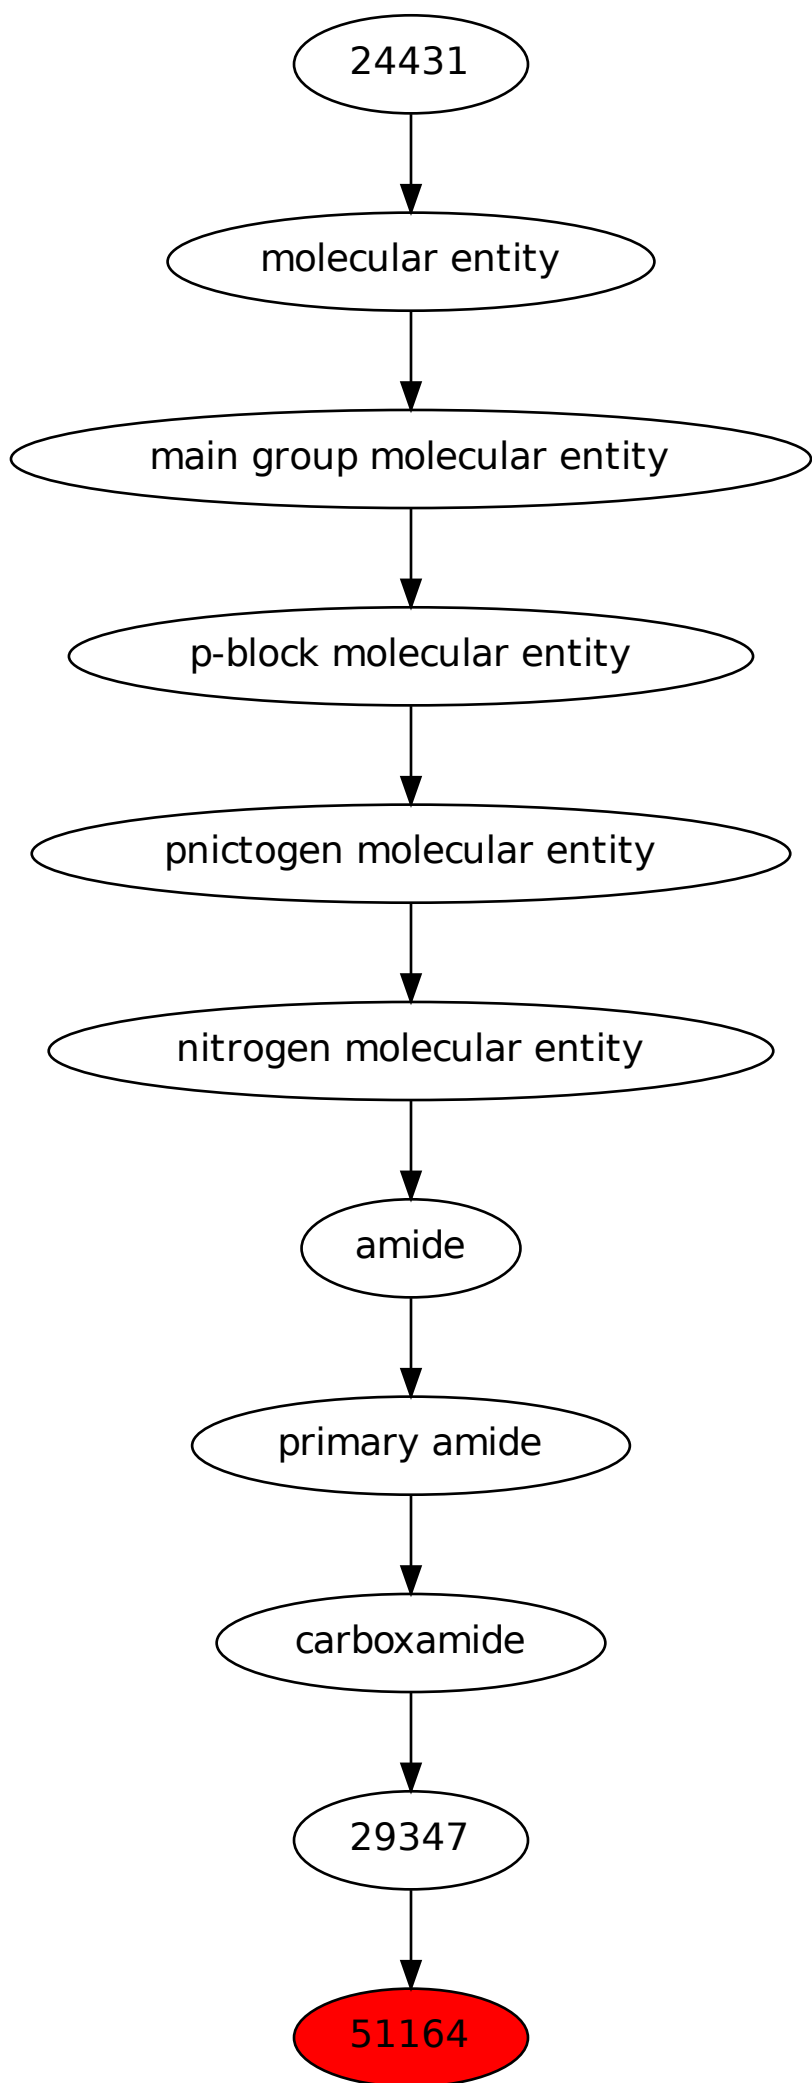 24431
molecular entity
main group molecular entity
p-block molecular entity
pnictogen molecular entity
nitrogen molecular entity
amide
primary amide
carboxamide
29347
51164